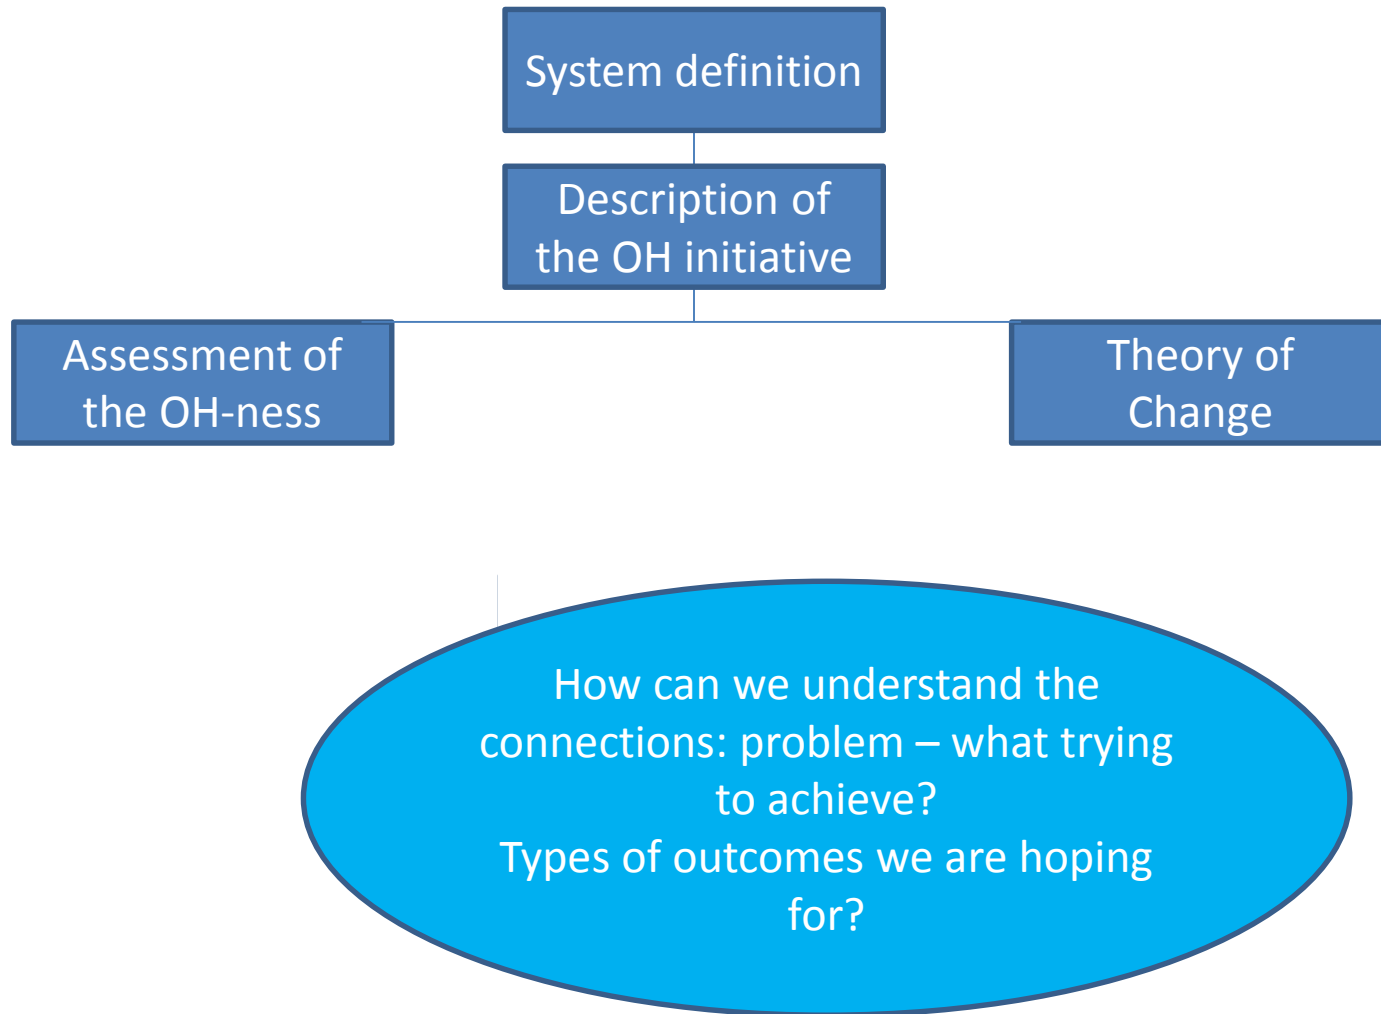 System definition
Description of
the OH initiative
Assessment of
the OH-ness
Theory of
Change
How can we understand the
connections: problem – what trying
to achieve?
Types of outcomes we are hoping
for?